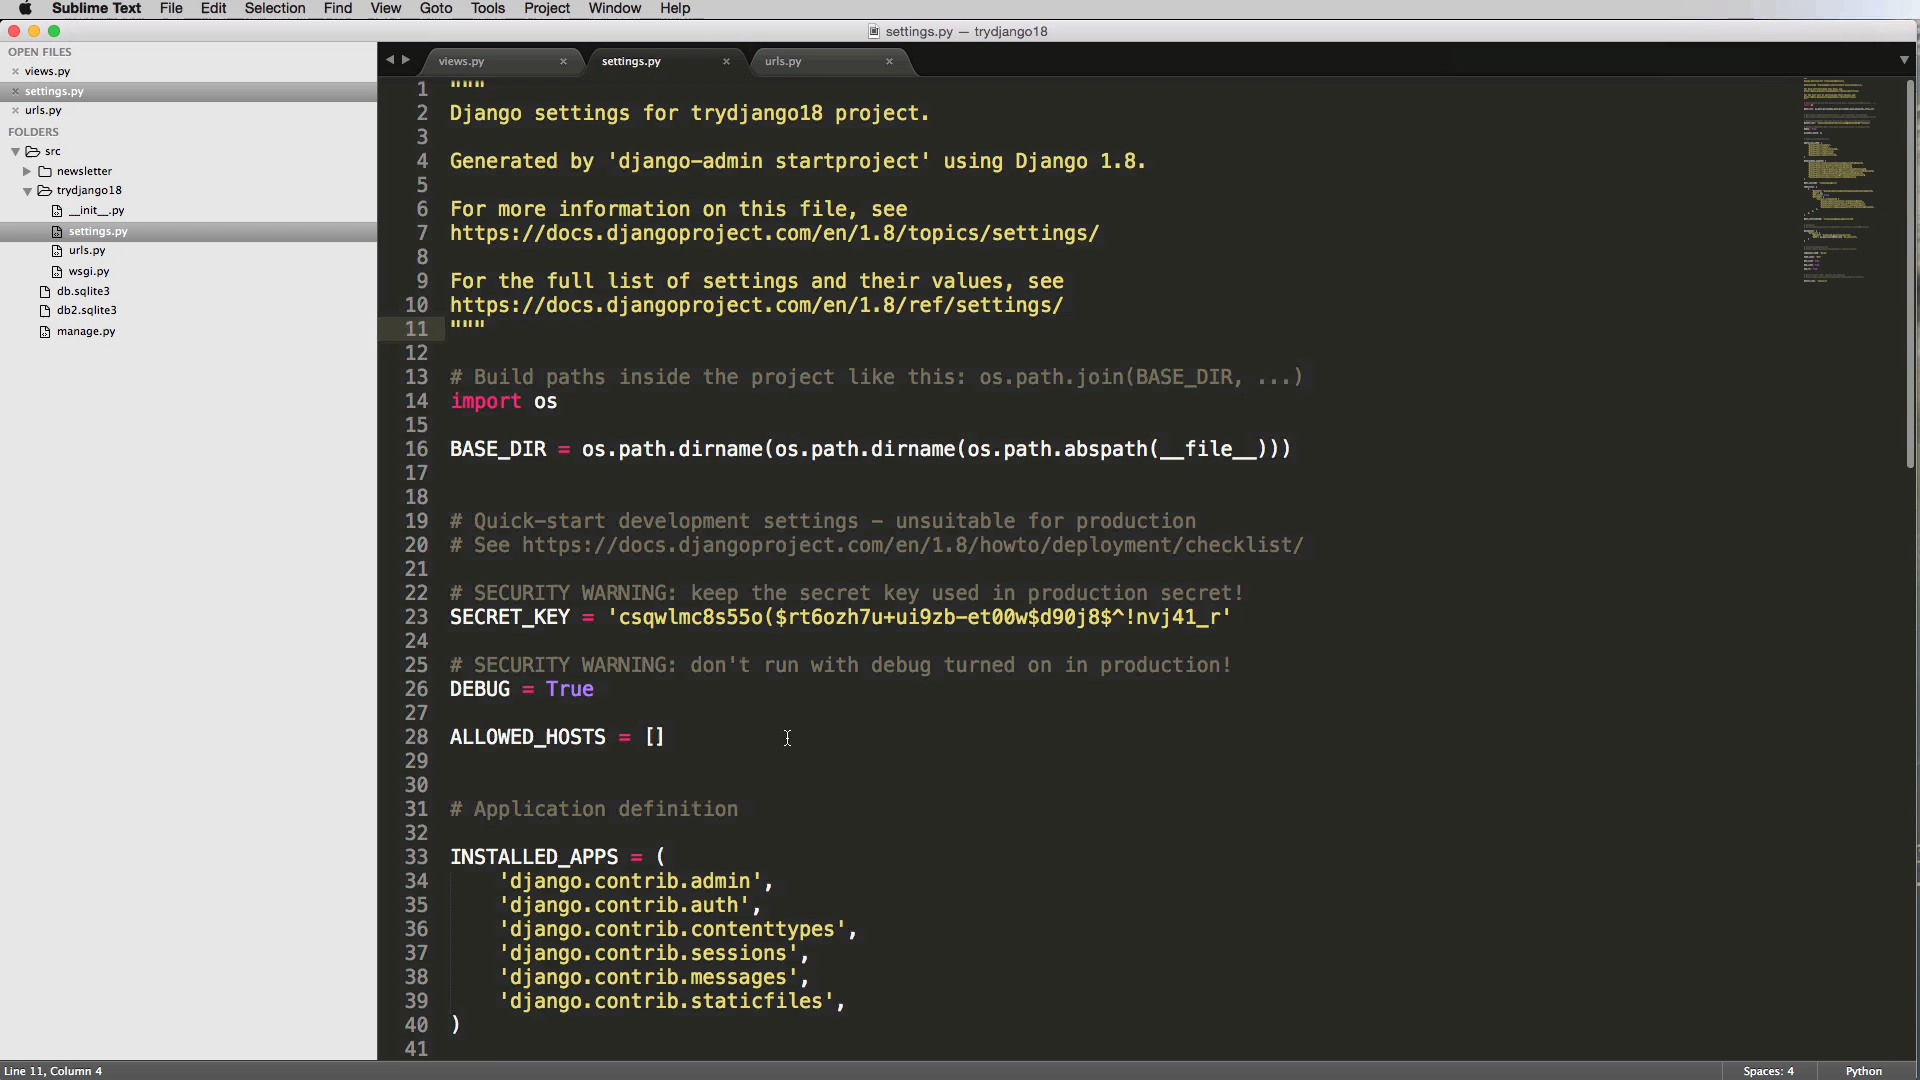 Sublime Text File Edit Selection Find View Goto Tools Project Window Help
settings.py — trydjango18
OPEN FILES
views.py
settings.py
urls.py
FOLDERS
src
newsletter
trydjango18
__init__.py
settings.py
urls.py
wsgi.py
db.sqlite3
db2.sqlite3
manage.py
views.py settings.py urls.py
1 """
2 Django settings for trydjango18 project.
3
4 Generated by 'django-admin startproject' using Django 1.8.
5
6 For more information on this file, see
7 https://docs.djangoproject.com/en/1.8/topics/settings/
8
9 For the full list of settings and their values, see
10 https://docs.djangoproject.com/en/1.8/ref/settings/
11 """
12
13 # Build paths inside the project like this: os.path.join(BASE_DIR, ...)
14 import os
15
16 BASE_DIR = os.path.dirname(os.path.dirname(os.path.abspath(__file__)))
17
18
19 # Quick-start development settings - unsuitable for production
20 # See https://docs.djangoproject.com/en/1.8/howto/deployment/checklist/
21
22 # SECURITY WARNING: keep the secret key used in production secret!
23 SECRET_KEY = 'csqwlmc8s55o($rt6ozh7u+ui9zb-et00w$d90j8$^!nvj41_r'
24
25 # SECURITY WARNING: don't run with debug turned on in production!
26 DEBUG = True
27
28 ALLOWED_HOSTS = []
29
30
31 # Application definition
32
33 INSTALLED_APPS = (
34 'django.contrib.admin',
35 'django.contrib.auth',
36 'django.contrib.contenttypes',
37 'django.contrib.sessions',
38 'django.contrib.messages',
39 'django.contrib.staticfiles',
40 )
41
Line 11, Column 4 Spaces: 4 Python